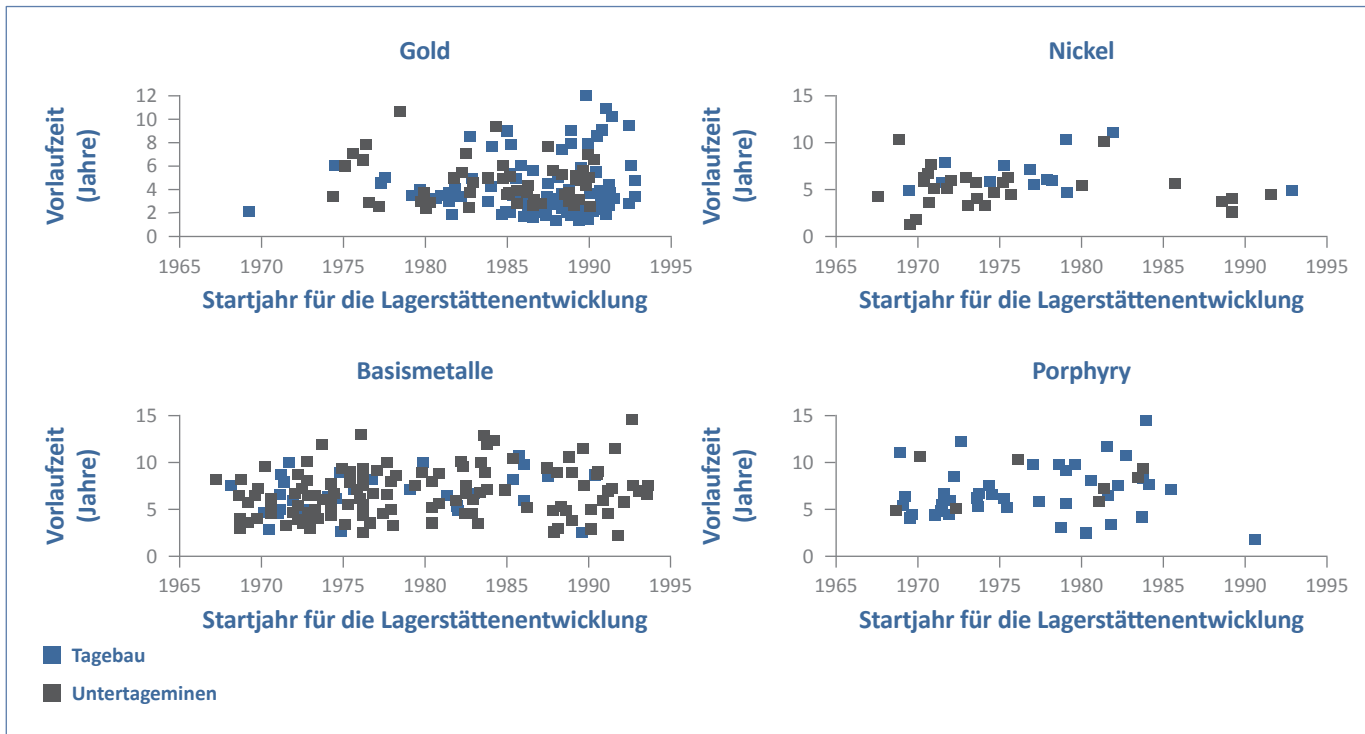 Gold
Vorlaufzeit
(Jahre)
12
10
8
6
4
2
0
1965 1970 1975 1980 1985 1990 1995
Startjahr für die Lagerstättenentwicklung
Nickel
Vorlaufzeit
(Jahre)
15
10
5
0
1965 1970 1975 1980 1985 1990 1995
Startjahr für die Lagerstättenentwicklung
Basismetalle
Vorlaufzeit
(Jahre)
15
10
5
0
1965 1970 1975 1980 1985 1990 1995
Startjahr für die Lagerstättenentwicklung
Porphyry
Vorlaufzeit
(Jahre)
15
10
5
0
1965 1970 1975 1980 1985 1990 1995
Startjahr für die Lagerstättenentwicklung
Tagebau
Untertageminen